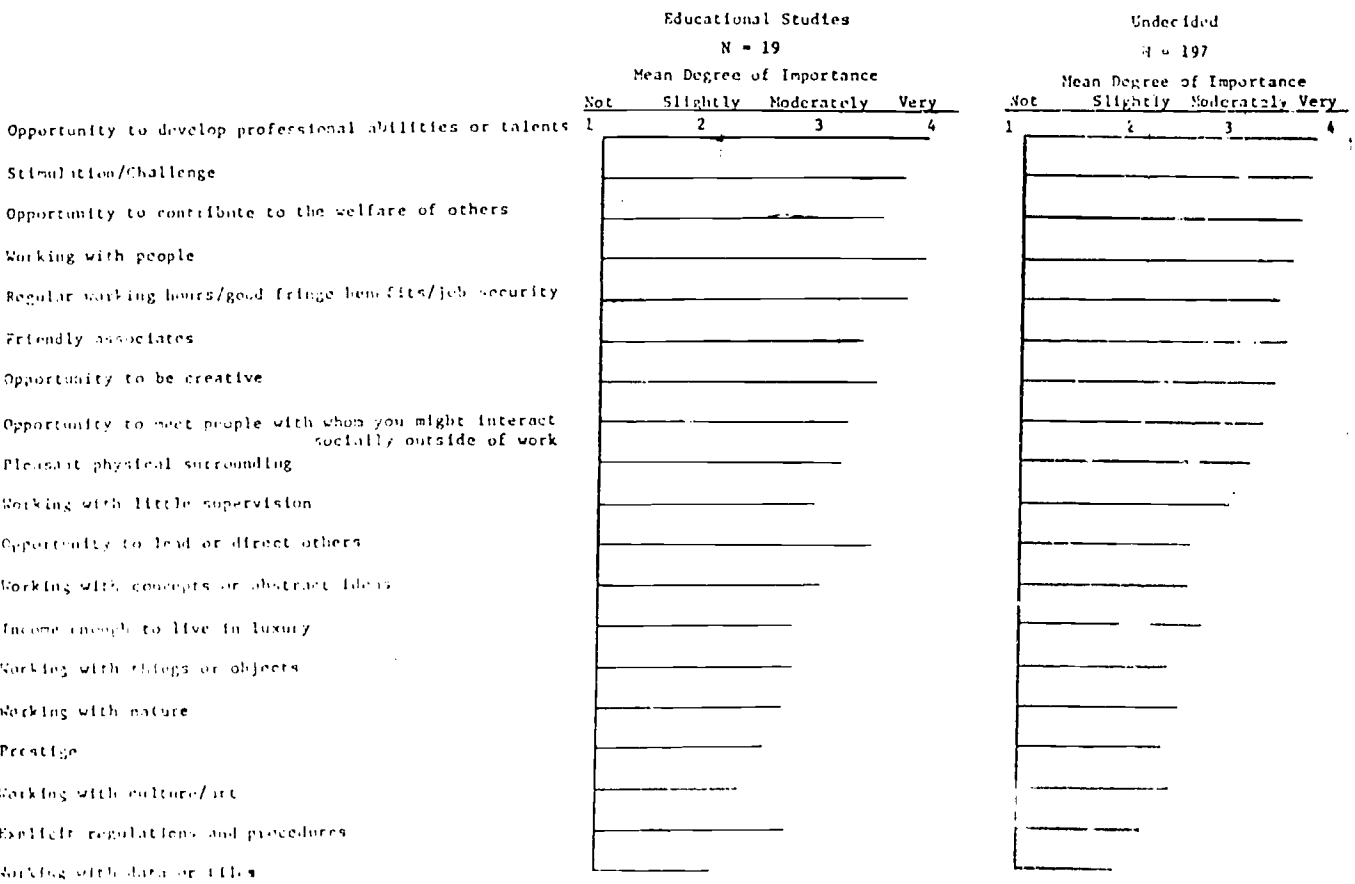 Educational Studies
N = 19
Mean Degree of Importance
Not Slightly Moderately Very
1 2 3 4
Undecided
N = 197
Mean Degree of Importance
Not Slightly Moderately Very
1 2 3 4
Opportunity to develop professional abilities or talents
Stimulation/Challenge
Opportunity to contribute to the welfare of others
Working with people
Regular working hours/good fringe benefits/job security
Friendly associates
Opportunity to be creative
Opportunity to meet people with whom you might interact
socially outside of work
Pleasant physical surrounding
Working with little supervision
Opportunity to lead or direct others
Working with concepts or abstract ideas
Income enough to live in luxury
Working with things or objects
Working with nature
Prestige
Working with culture/art
Explicit regulations and procedures
Working with data or files